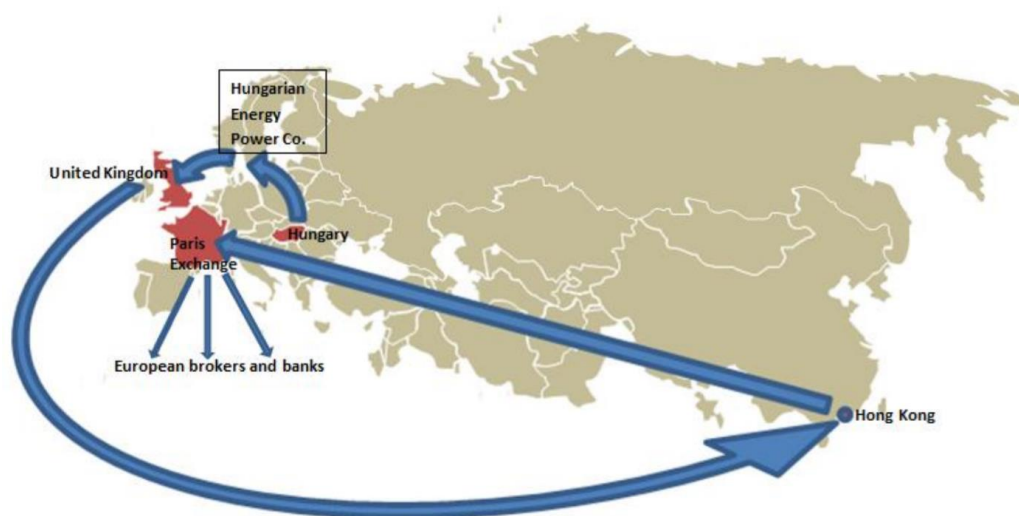 Hungarian
Energy
Power Co.
United Kingdom
Hungary
Paris
Exchange
European brokers and banks
Hong Kong